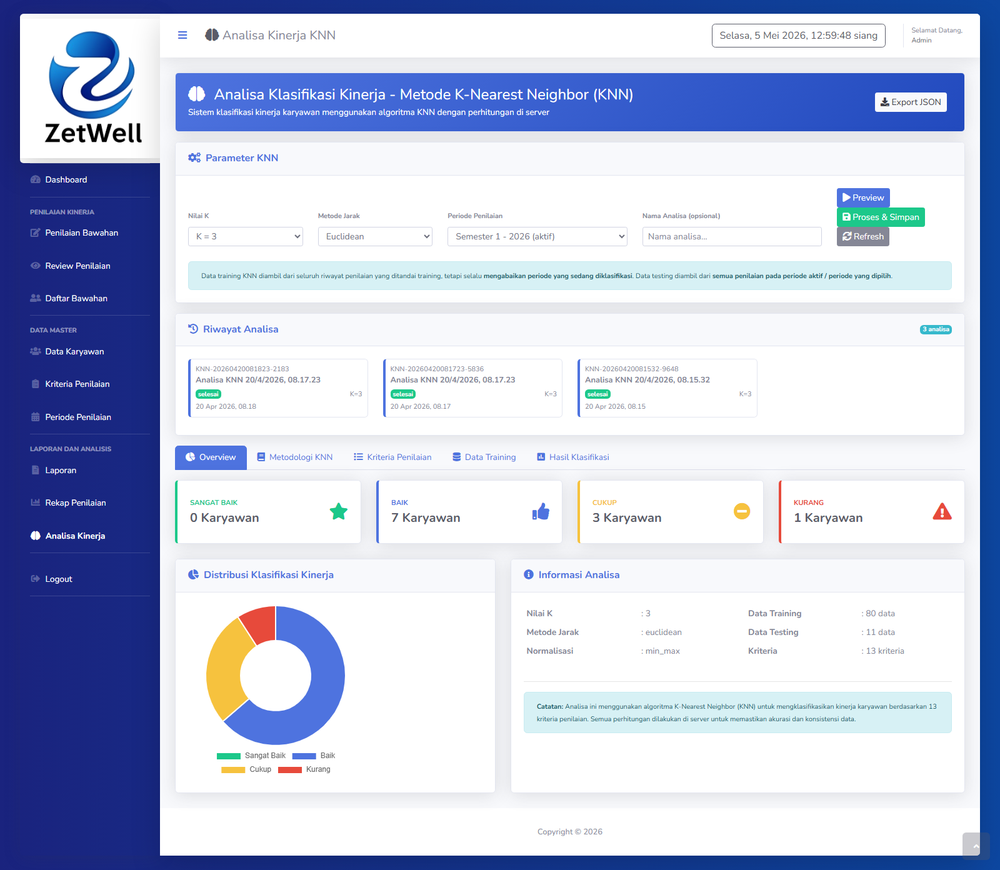 ZetWell
Dashboard
PENILAIAN KINERJA
Penilaian Bawahan
Review Penilaian
Daftar Bawahan
DATA MASTER
Data Karyawan
Kriteria Penilaian
Periode Penilaian
LAPORAN DAN ANALISIS
Laporan
Rekap Penilaian
Analisa Kinerja
Logout
Analisa Kinerja KNN
Selasa, 5 Mei 2026, 12:59:48 siang
Selamat Datang,
Admin
Analisa Klasifikasi Kinerja - Metode K-Nearest Neighbor (KNN)
Sistem klasifikasi kinerja karyawan menggunakan algoritma KNN dengan perhitungan di server
Export JSON
Parameter KNN
Nilai K
K = 3
Metode Jarak
Euclidean
Periode Penilaian
Semester 1 - 2026 (aktif)
Nama Analisa (opsional)
Nama analisa...
Preview
Proses & Simpan
Refresh
Data training KNN diambil dari seluruh riwayat penilaian yang ditandai training, tetapi selalu mengabaikan periode yang sedang diklasifikasi. Data testing diambil dari semua penilaian pada periode aktif / periode yang dipilih.
Riwayat Analisa
3 analisa
KNN-20260420081823-2183
Analisa KNN 20/4/2026, 08.17.23
selesai K=3
20 Apr 2026, 08.18
KNN-20260420081723-5836
Analisa KNN 20/4/2026, 08.17.23
selesai K=3
20 Apr 2026, 08.17
KNN-20260420081532-9648
Analisa KNN 20/4/2026, 08.15.32
selesai K=3
20 Apr 2026, 08.15
Overview Metodologi KNN Kriteria Penilaian Data Training Hasil Klasifikasi
SANGAT BAIK
0 Karyawan
BAIK
7 Karyawan
CUKUP
3 Karyawan
KURANG
1 Karyawan
Distribusi Klasifikasi Kinerja
Sangat Baik Baik
Cukup Kurang
Informasi Analisa
Nilai K : 3 Data Training : 80 data
Metode Jarak : euclidean Data Testing : 11 data
Normalisasi : min_max Kriteria : 13 kriteria
Catatan: Analisa ini menggunakan algoritma K-Nearest Neighbor (KNN) untuk mengklasifikasikan kinerja karyawan berdasarkan 13
kriteria penilaian. Semua perhitungan dilakukan di server untuk memastikan akurasi dan konsistensi data.
Copyright © 2026